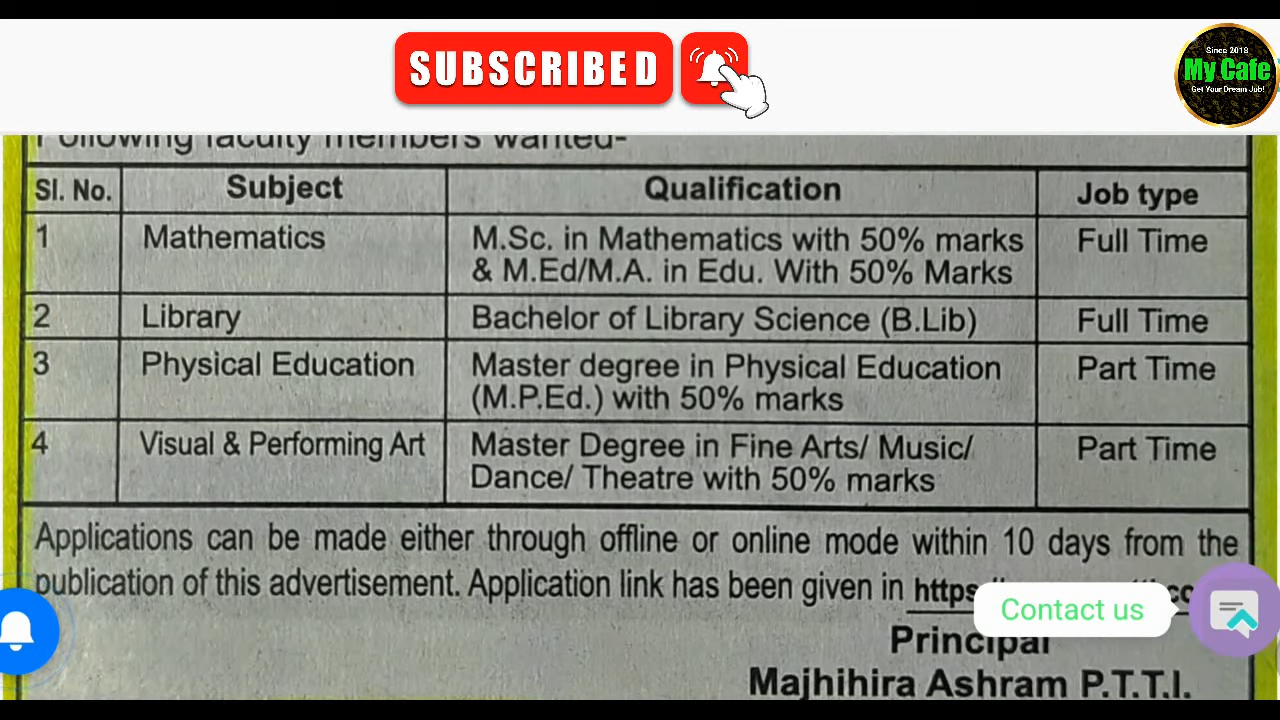 SUBSCRIBED
Since 2018
My Cafe
Get Your Dream Job!
Following faculty members wanted-
Sl. No. Subject Qualification Job type
1 Mathematics M.Sc. in Mathematics with 50% marks Full Time
& M.Ed/M.A. in Edu. With 50% Marks
2 Library Bachelor of Library Science (B.Lib) Full Time
3 Physical Education Master degree in Physical Education Part Time
(M.P.Ed.) with 50% marks
4 Visual & Performing Art Master Degree in Fine Arts/ Music/ Part Time
Dance/ Theatre with 50% marks
Applications can be made either through offline or online mode within 10 days from the
publication of this advertisement. Application link has been given in https
Contact us
Principal
Majhihira Ashram P.T.T.I.